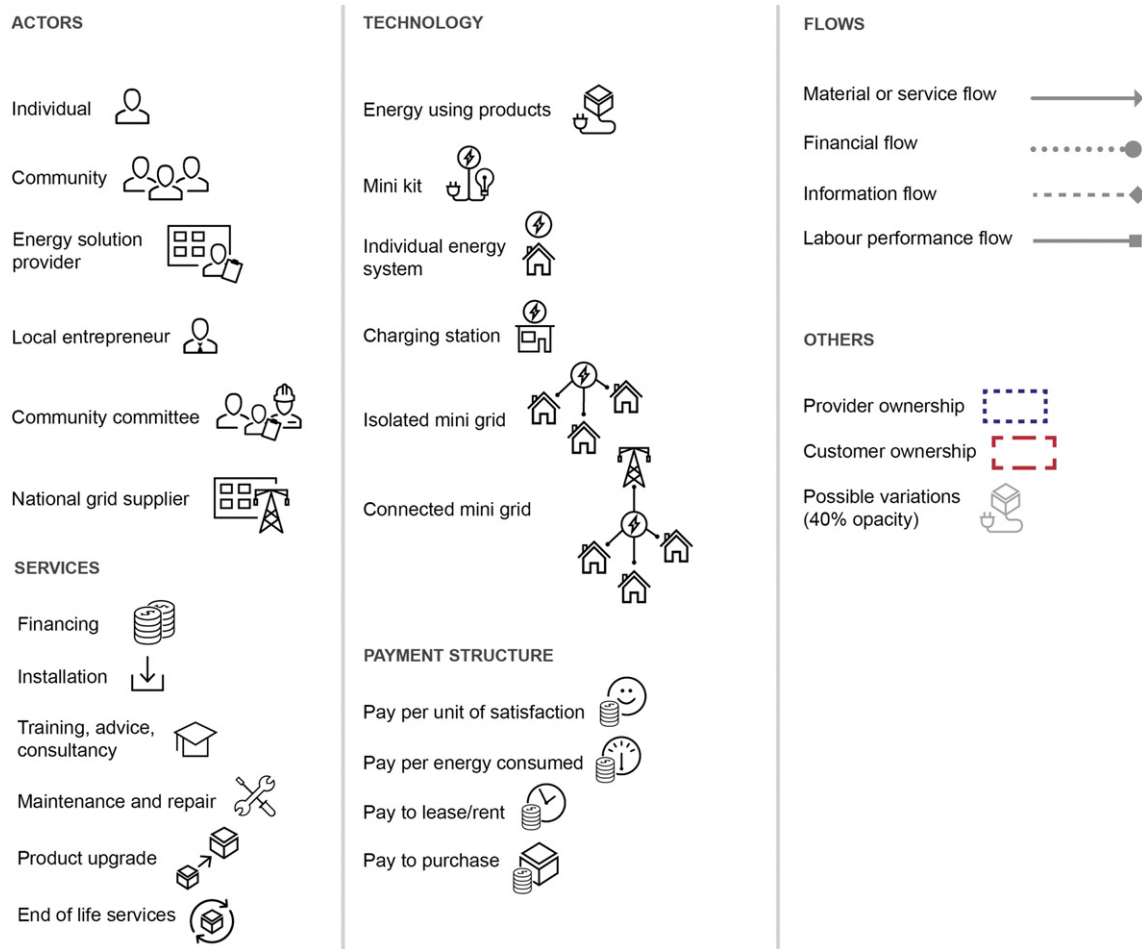 ACTORS
Individual
Community
Energy solution
provider
Local entrepreneur
Community committee
National grid supplier
SERVICES
Financing
Installation
Training, advice,
consultancy
Maintenance and repair
Product upgrade
End of life services
TECHNOLOGY
Energy using products
Mini kit
Individual energy
system
Charging station
Isolated mini grid
Connected mini grid
PAYMENT STRUCTURE
Pay per unit of satisfaction
Pay per energy consumed
Pay to lease/rent
Pay to purchase
FLOWS
Material or service flow
Financial flow
Information flow
Labour performance flow
OTHERS
Provider ownership
Customer ownership
Possible variations
(40% opacity)